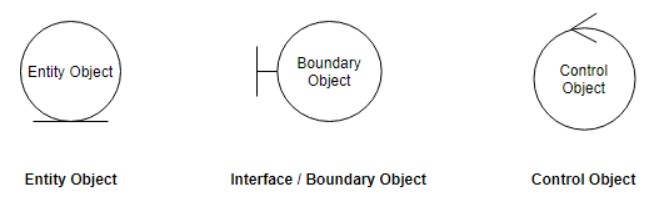 Entity Object
Boundary
Object
Control
Object
Entity Object
Interface / Boundary Object
Control Object